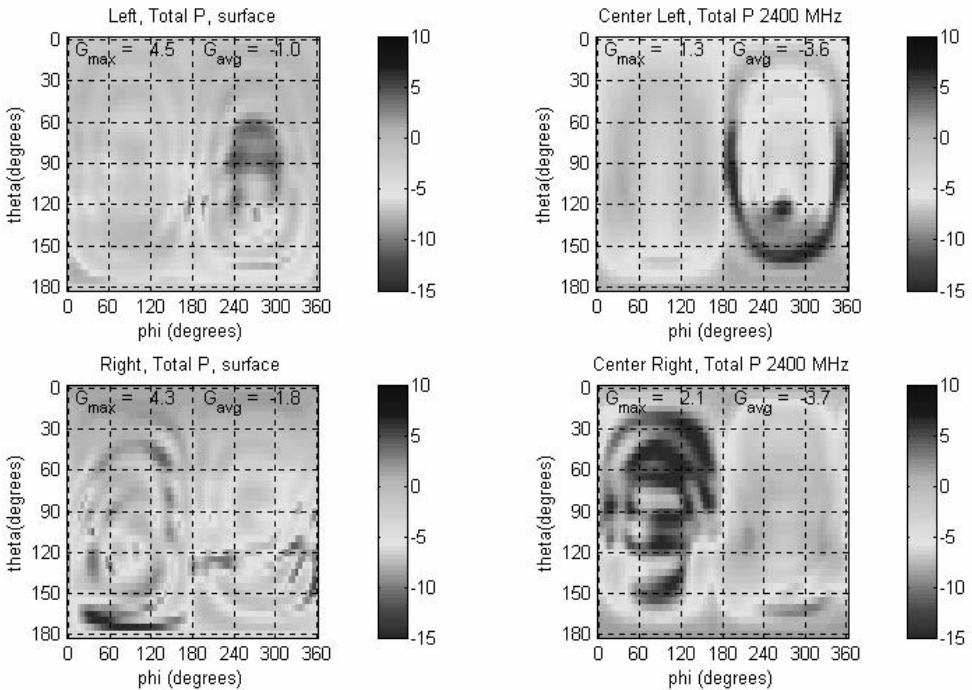 Left, Total P, surface
G_max = 4.5 G_avg = -1.0
0
30
60
90
120
150
180
theta(degrees)
0 60 120 180 240 300 360
phi (degrees)
10
5
0
-5
-10
-15
Center Left, Total P 2400 MHz
G_max = 1.3 G_avg = -3.6
0
30
60
90
120
150
180
theta(degrees)
0 60 120 180 240 300 360
phi (degrees)
10
5
0
-5
-10
-15
Right, Total P, surface
G_max = 4.3 G_avg = -1.8
0
30
60
90
120
150
180
theta(degrees)
0 60 120 180 240 300 360
phi (degrees)
10
5
0
-5
-10
-15
Center Right, Total P 2400 MHz
G_max = 2.1 G_avg = -3.7
0
30
60
90
120
150
180
theta(degrees)
0 60 120 180 240 300 360
phi (degrees)
10
5
0
-5
-10
-15